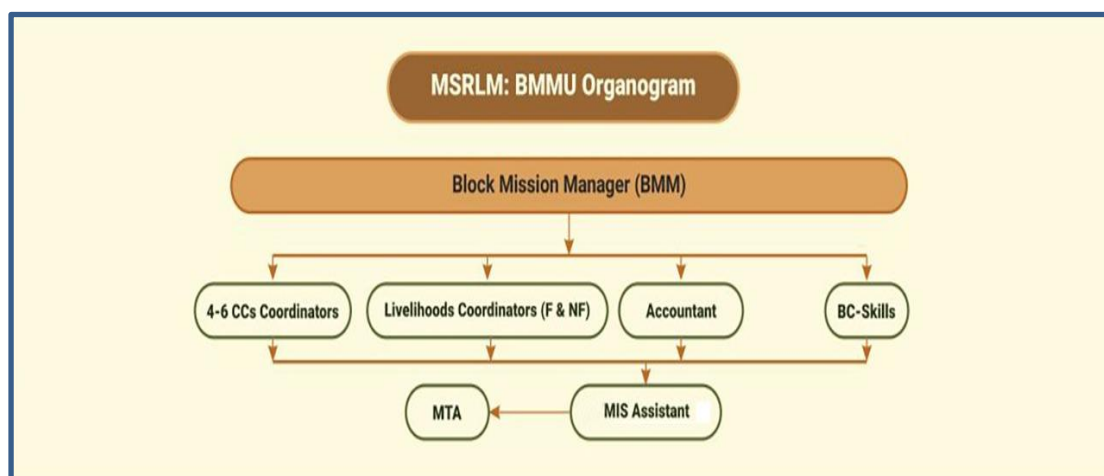 MSRLM: BMMU Organogram
Block Mission Manager (BMM)
4-6 CCs Coordinators
Livelihoods Coordinators (F & NF)
Accountant
BC-Skills
MTA
MIS Assistant